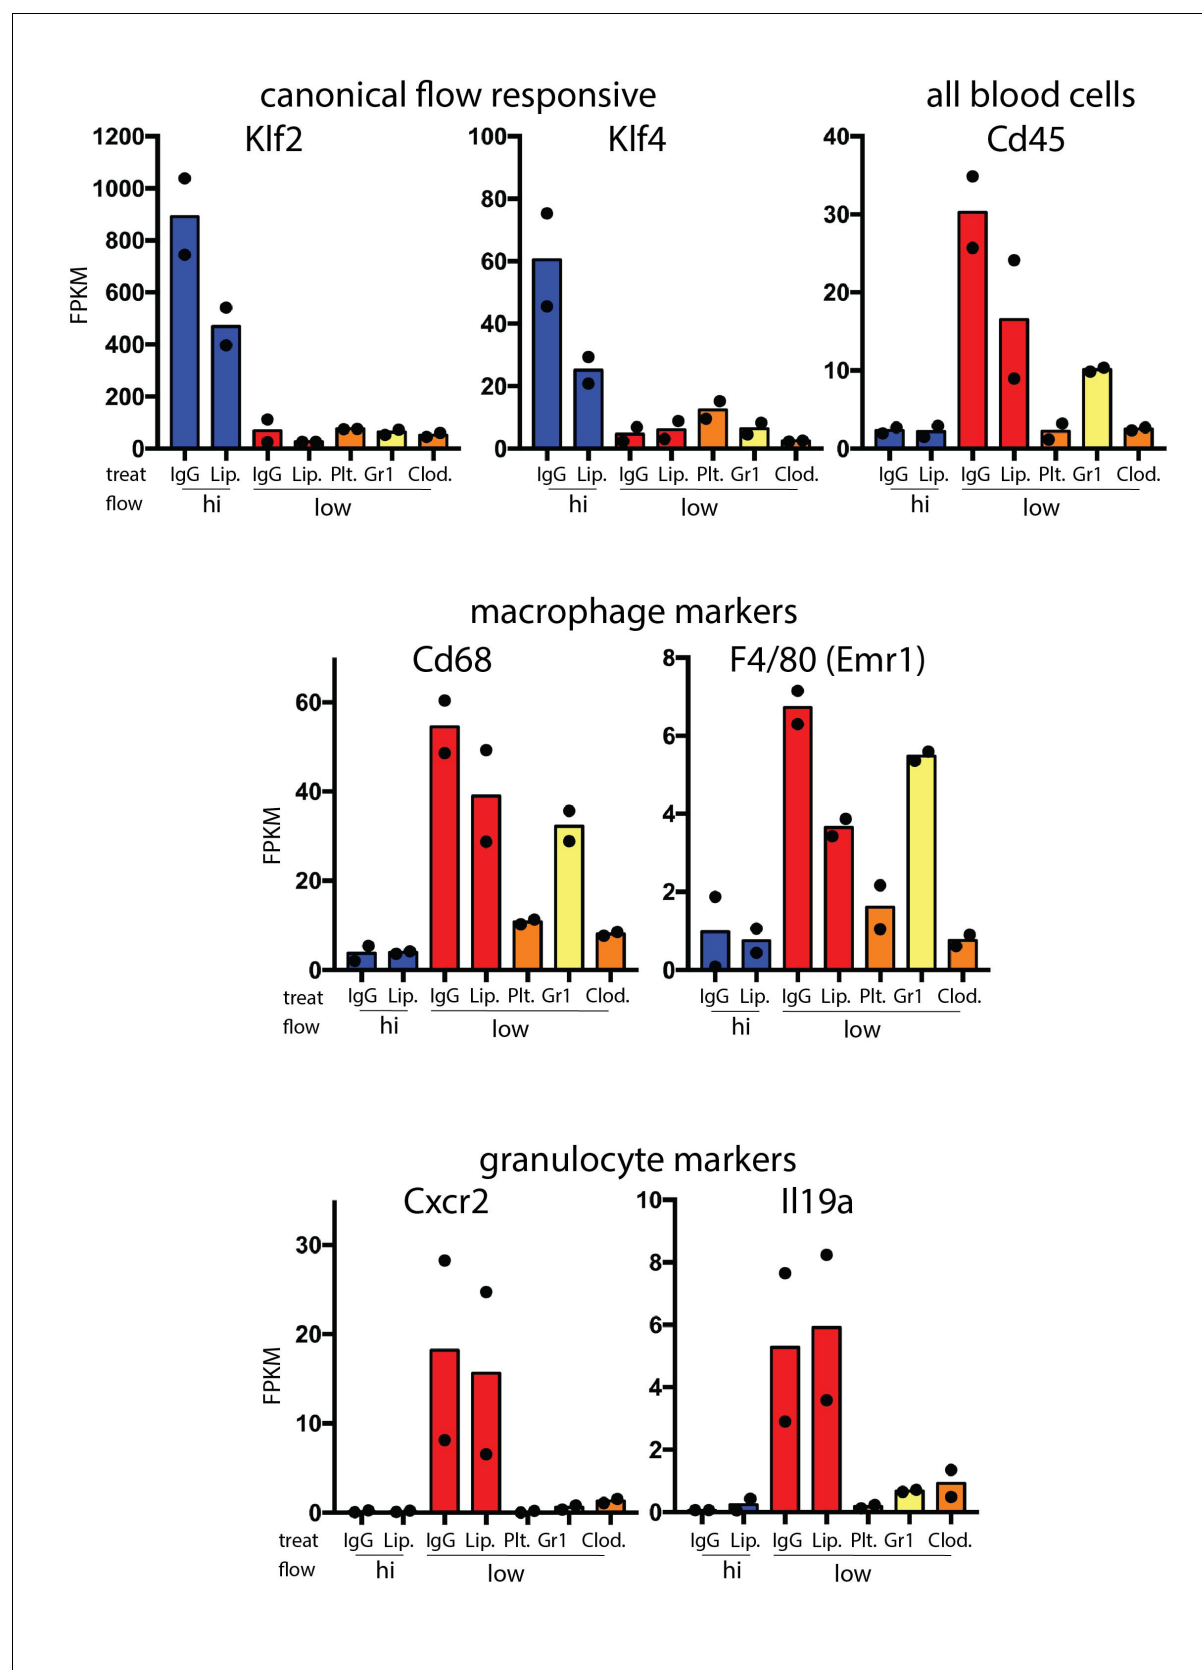 canonical flow responsive
all blood cells
Klf2
Klf4
Cd45
1200
1000
800
600
400
200
0
FPKM
100
80
60
40
20
0
40
30
20
10
0
treat IgG Lip. IgG Lip. Plt. Gr1 Clod.
flow hi low
IgG Lip. IgG Lip. Plt. Gr1 Clod.
hi low
IgG Lip. IgG Lip. Plt. Gr1 Clod.
hi low
macrophage markers
Cd68
F4/80 (Emr1)
60
40
20
0
FPKM
8
6
4
2
0
treat IgG Lip. IgG Lip. Plt. Gr1 Clod.
flow hi low
IgG Lip. IgG Lip. Plt. Gr1 Clod.
hi low
granulocyte markers
Cxcr2
Il19a
30
20
10
0
FPKM
10
8
6
4
2
0
treat IgG Lip. IgG Lip. Plt. Gr1 Clod.
flow hi low
IgG Lip. IgG Lip. Plt. Gr1 Clod.
hi low